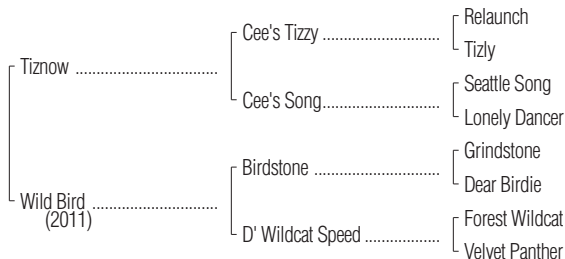 Relaunch
Cee's Tizzy ..............................
Tizly
Tiznow ....................................
Seattle Song
Cee's Song..............................
Lonely Dancer
Grindstone
Birdstone ................................
Dear Birdie
Wild Bird ................................
(2011)
Forest Wildcat
D' Wildcat Speed ...................
Velvet Panther